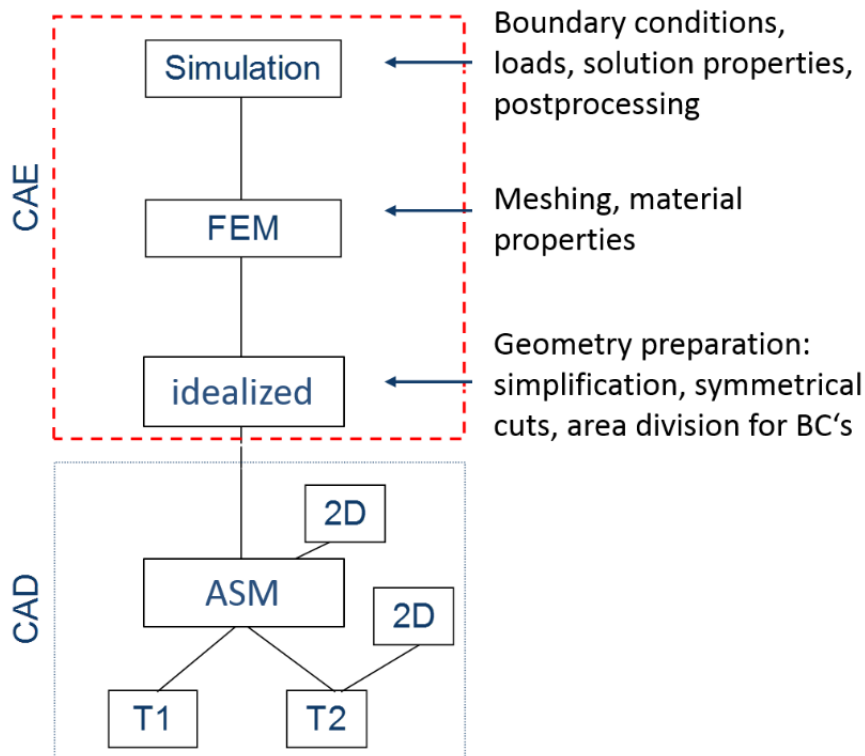 Simulation
Boundary conditions,
loads, solution properties,
postprocessing
CAE
FEM
Meshing, material
properties
idealized
Geometry preparation:
simplification, symmetrical
cuts, area division for BC‘s
CAD
2D
ASM
2D
T1
T2